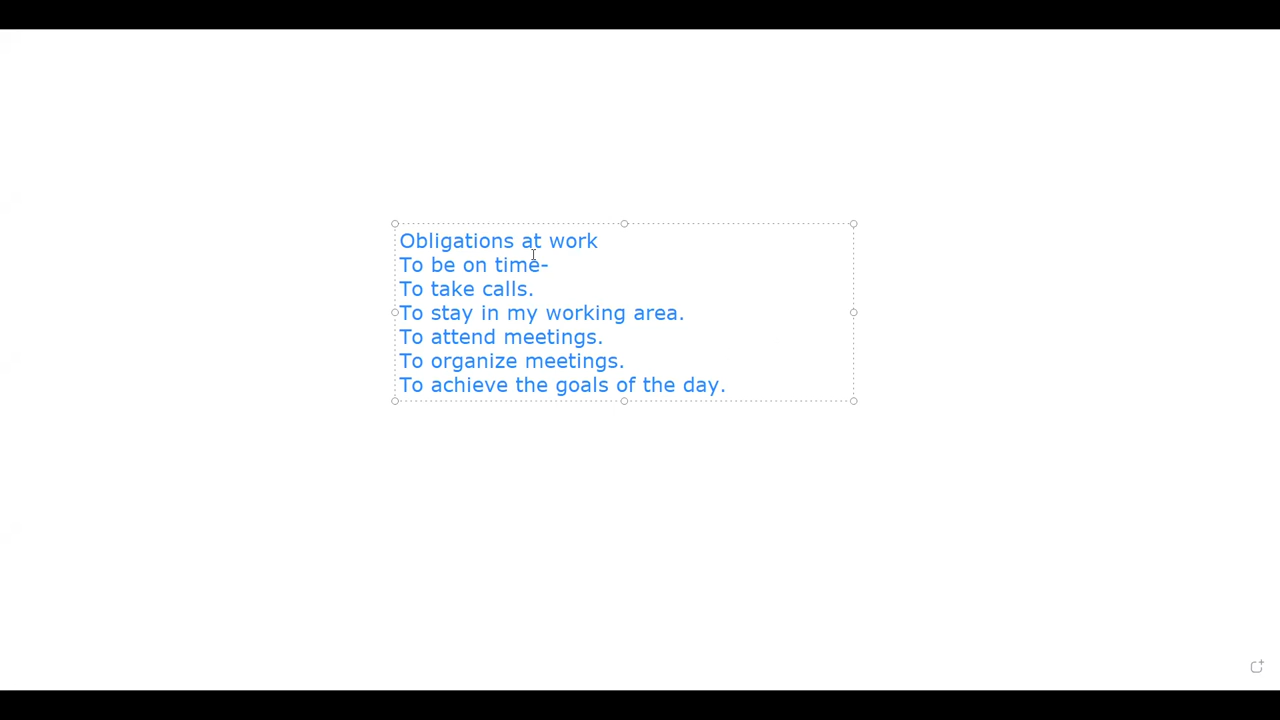 Obligations at work
To be on time-
To take calls.
To stay in my working area.
To attend meetings.
To organize meetings.
To achieve the goals of the day.